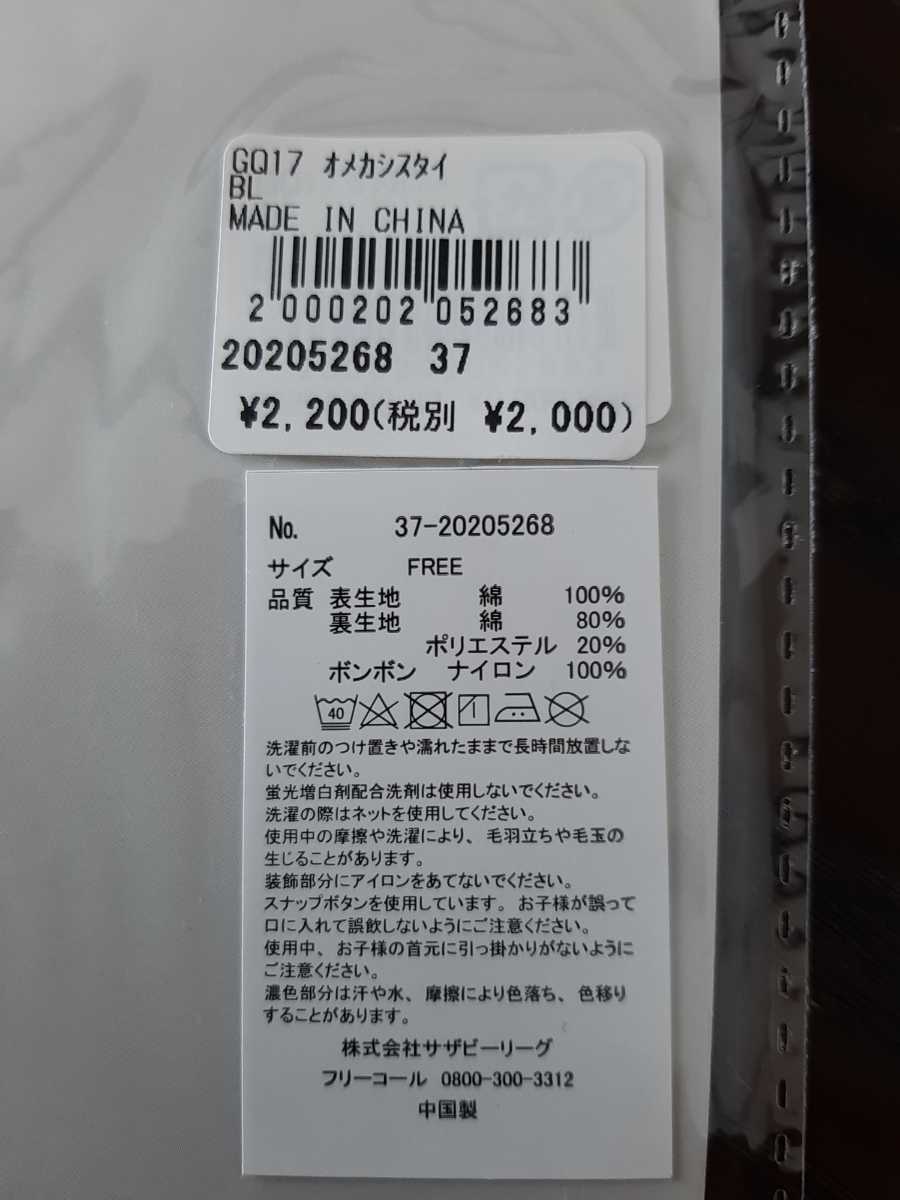 GQ17 ｵﾒｶｼｽﾀｲ
BL
MADE IN CHINA
2 000202 052683
20205268 37
¥2,200(税別 ¥2,000)
No. 37-20205268
サイズ FREE
品質 表生地 綿 100%
裏生地 綿 80%
ポリエステル 20%
ボンボン ナイロン 100%
40
洗濯前のつけ置きや濡れたままで長時間放置しな
いでください。
蛍光増白剤配合洗剤は使用しないでください。
洗濯の際はネットを使用してください。
使用中の摩擦や洗濯により、毛羽立ちや毛玉の
生じることがあります。
装飾部分にアイロンをあてないでください。
スナップボタンを使用しています。お子様が誤って
口に入れて誤飲しないようにご注意ください。
使用中、お子様の首元に引っ掛かりがないように
ご注意ください。
濃色部分は汗や水、摩擦により色落ち、色移り
することがあります。
株式会社サザビーリーグ
フリーコール 0800-300-3312
中国製